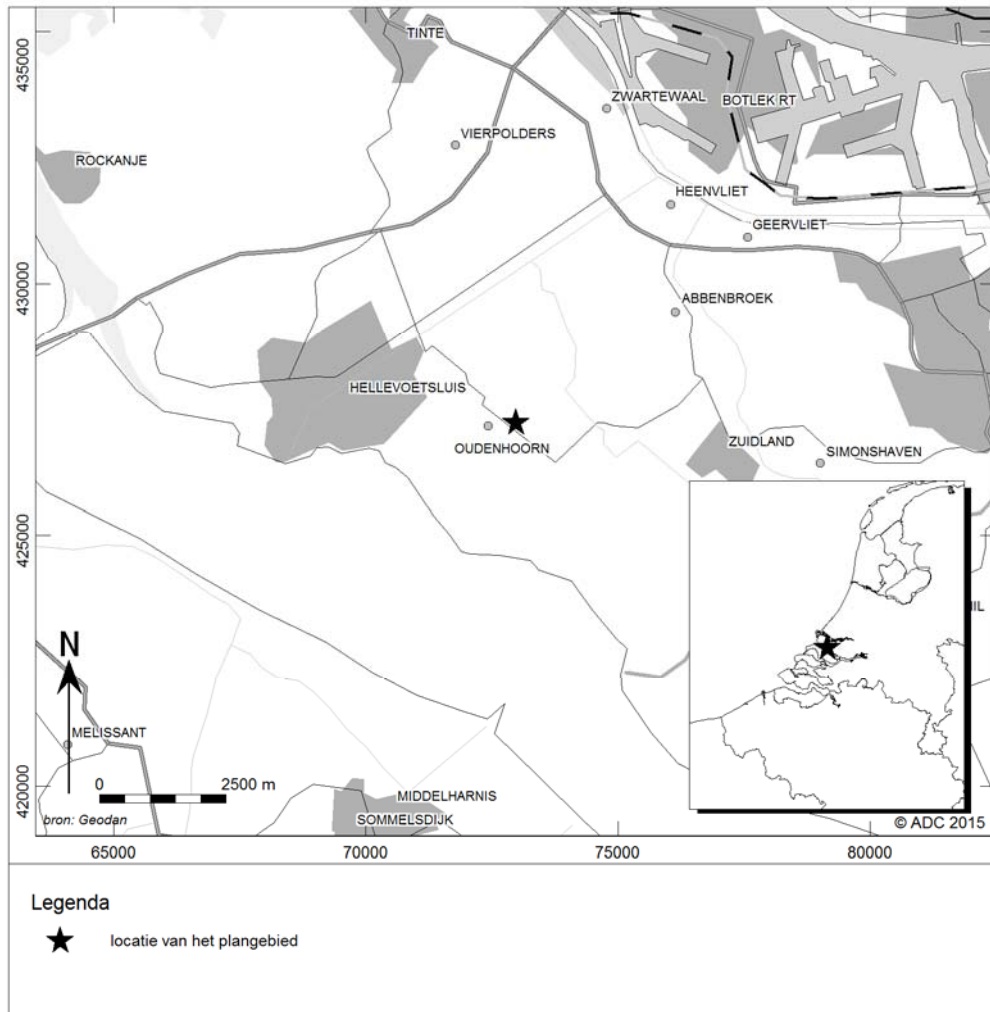 TINTE
ZWARTEWAAL
BOTLEK RT
VIERPOLDERS
ROCKANJE
HEENVLIET
GEERVLIET
ABBENBROEK
HELLEVOETSLUIS
OUDENHOORN
ZUIDLAND
SIMONSHAVEN
435000
430000
425000
420000
N
MELISSANT
0 2500 m
bron: Geodan
MIDDELHARNIS
SOMMELSDIJK
© ADC 2015
65000 70000 75000 80000
Legenda
locatie van het plangebied